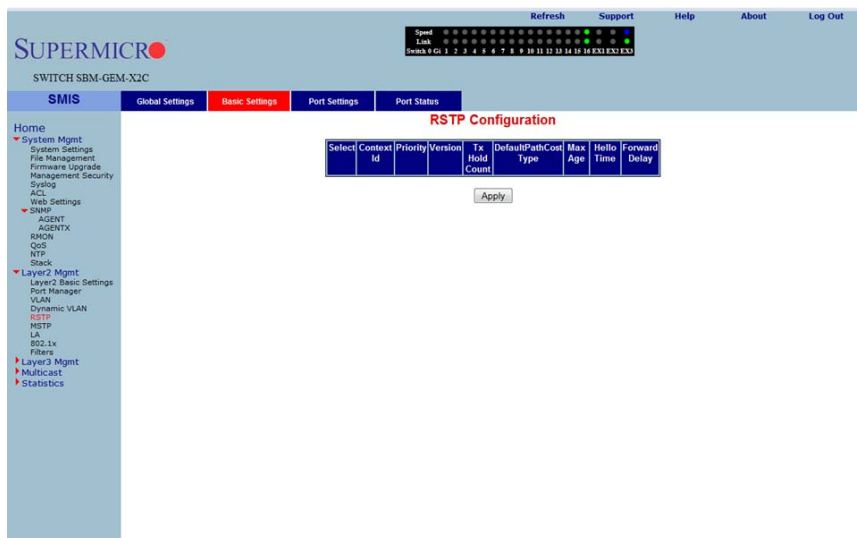 Refresh Support Help About Log Out
Speed
Link
Switch 0 Gi 1 2 3 4 5 6 7 8 9 10 11 12 13 14 15 16 EX1 EX2 EX3
SUPERMICRO
SWITCH SBM-GEM-X2C
SMIS
Global Settings Basic Settings Port Settings Port Status
RSTP Configuration
Select Context Id Priority Version Tx Hold Count DefaultPathCost Type Max Age Hello Time Forward Delay
Apply
Home
System Mgmt
System Settings
File Management
Firmware Upgrade
Management Security
Syslog
ACL
Web Settings
SNMP
AGENT
AGENTX
RMON
QoS
NTP
Stack
Layer2 Mgmt
Layer2 Basic Settings
Port Manager
VLAN
Dynamic VLAN
RSTP
MSTP
LA
802.1x
Filters
Layer3 Mgmt
Multicast
Statistics